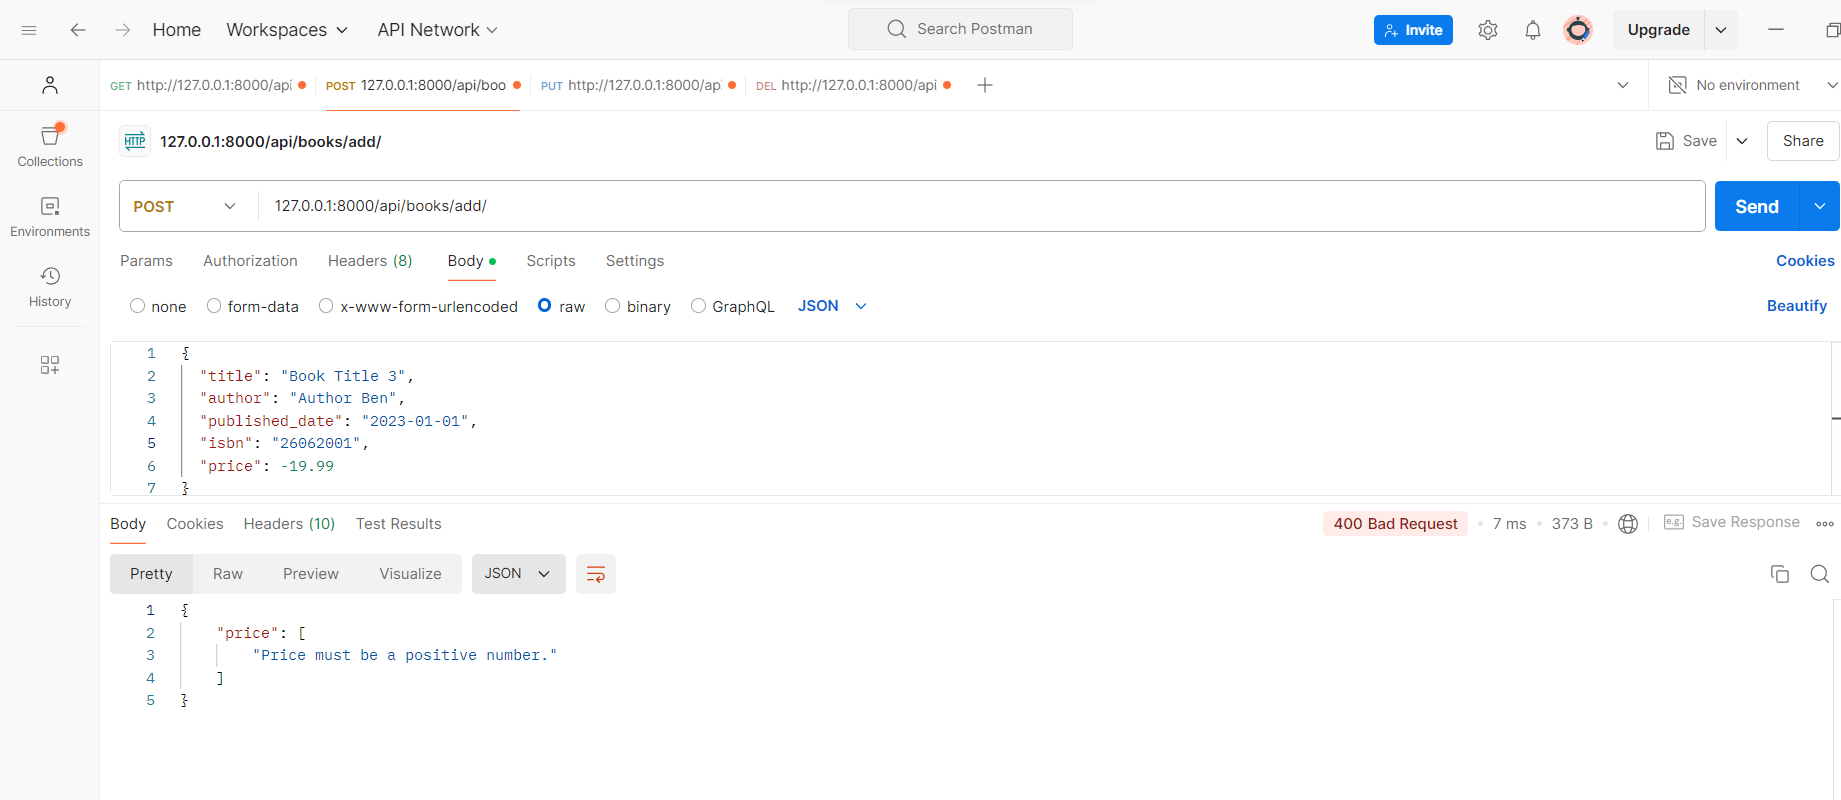 Home Workspaces API Network Search Postman Invite Upgrade
GET http://127.0.0.1:8000/api POST 127.0.0.1:8000/api/boo PUT http://127.0.0.1:8000/ap DEL http://127.0.0.1:8000/api No environment
HTTP 127.0.0.1:8000/api/books/add/ Save Share
Collections
POST 127.0.0.1:8000/api/books/add/ Send
Environments
Params Authorization Headers (8) Body Scripts Settings Cookies
History
none form-data x-www-form-urlencoded raw binary GraphQL JSON Beautify
1 {
2 "title": "Book Title 3",
3 "author": "Author Ben",
4 "published_date": "2023-01-01",
5 "isbn": "26062001",
6 "price": -19.99
7 }
Body Cookies Headers (10) Test Results 400 Bad Request 7 ms 373 B e.g. Save Response
Pretty Raw Preview Visualize JSON
1 {
2 "price": [
3 "Price must be a positive number."
4 ]
5 }